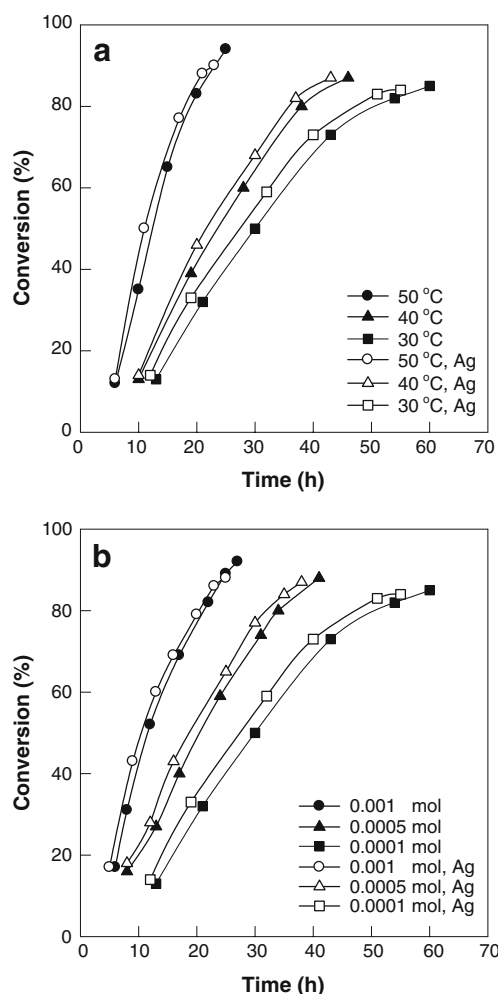 a
100
80
60
40
20
0
Conversion (%)
50 °C
40 °C
30 °C
50 °C, Ag
40 °C, Ag
30 °C, Ag
0 10 20 30 40 50 60 70
Time (h)
b
100
80
60
40
20
0
Conversion (%)
0.001 mol
0.0005 mol
0.0001 mol
0.001 mol, Ag
0.0005 mol, Ag
0.0001 mol, Ag
0 10 20 30 40 50 60 70
Time (h)